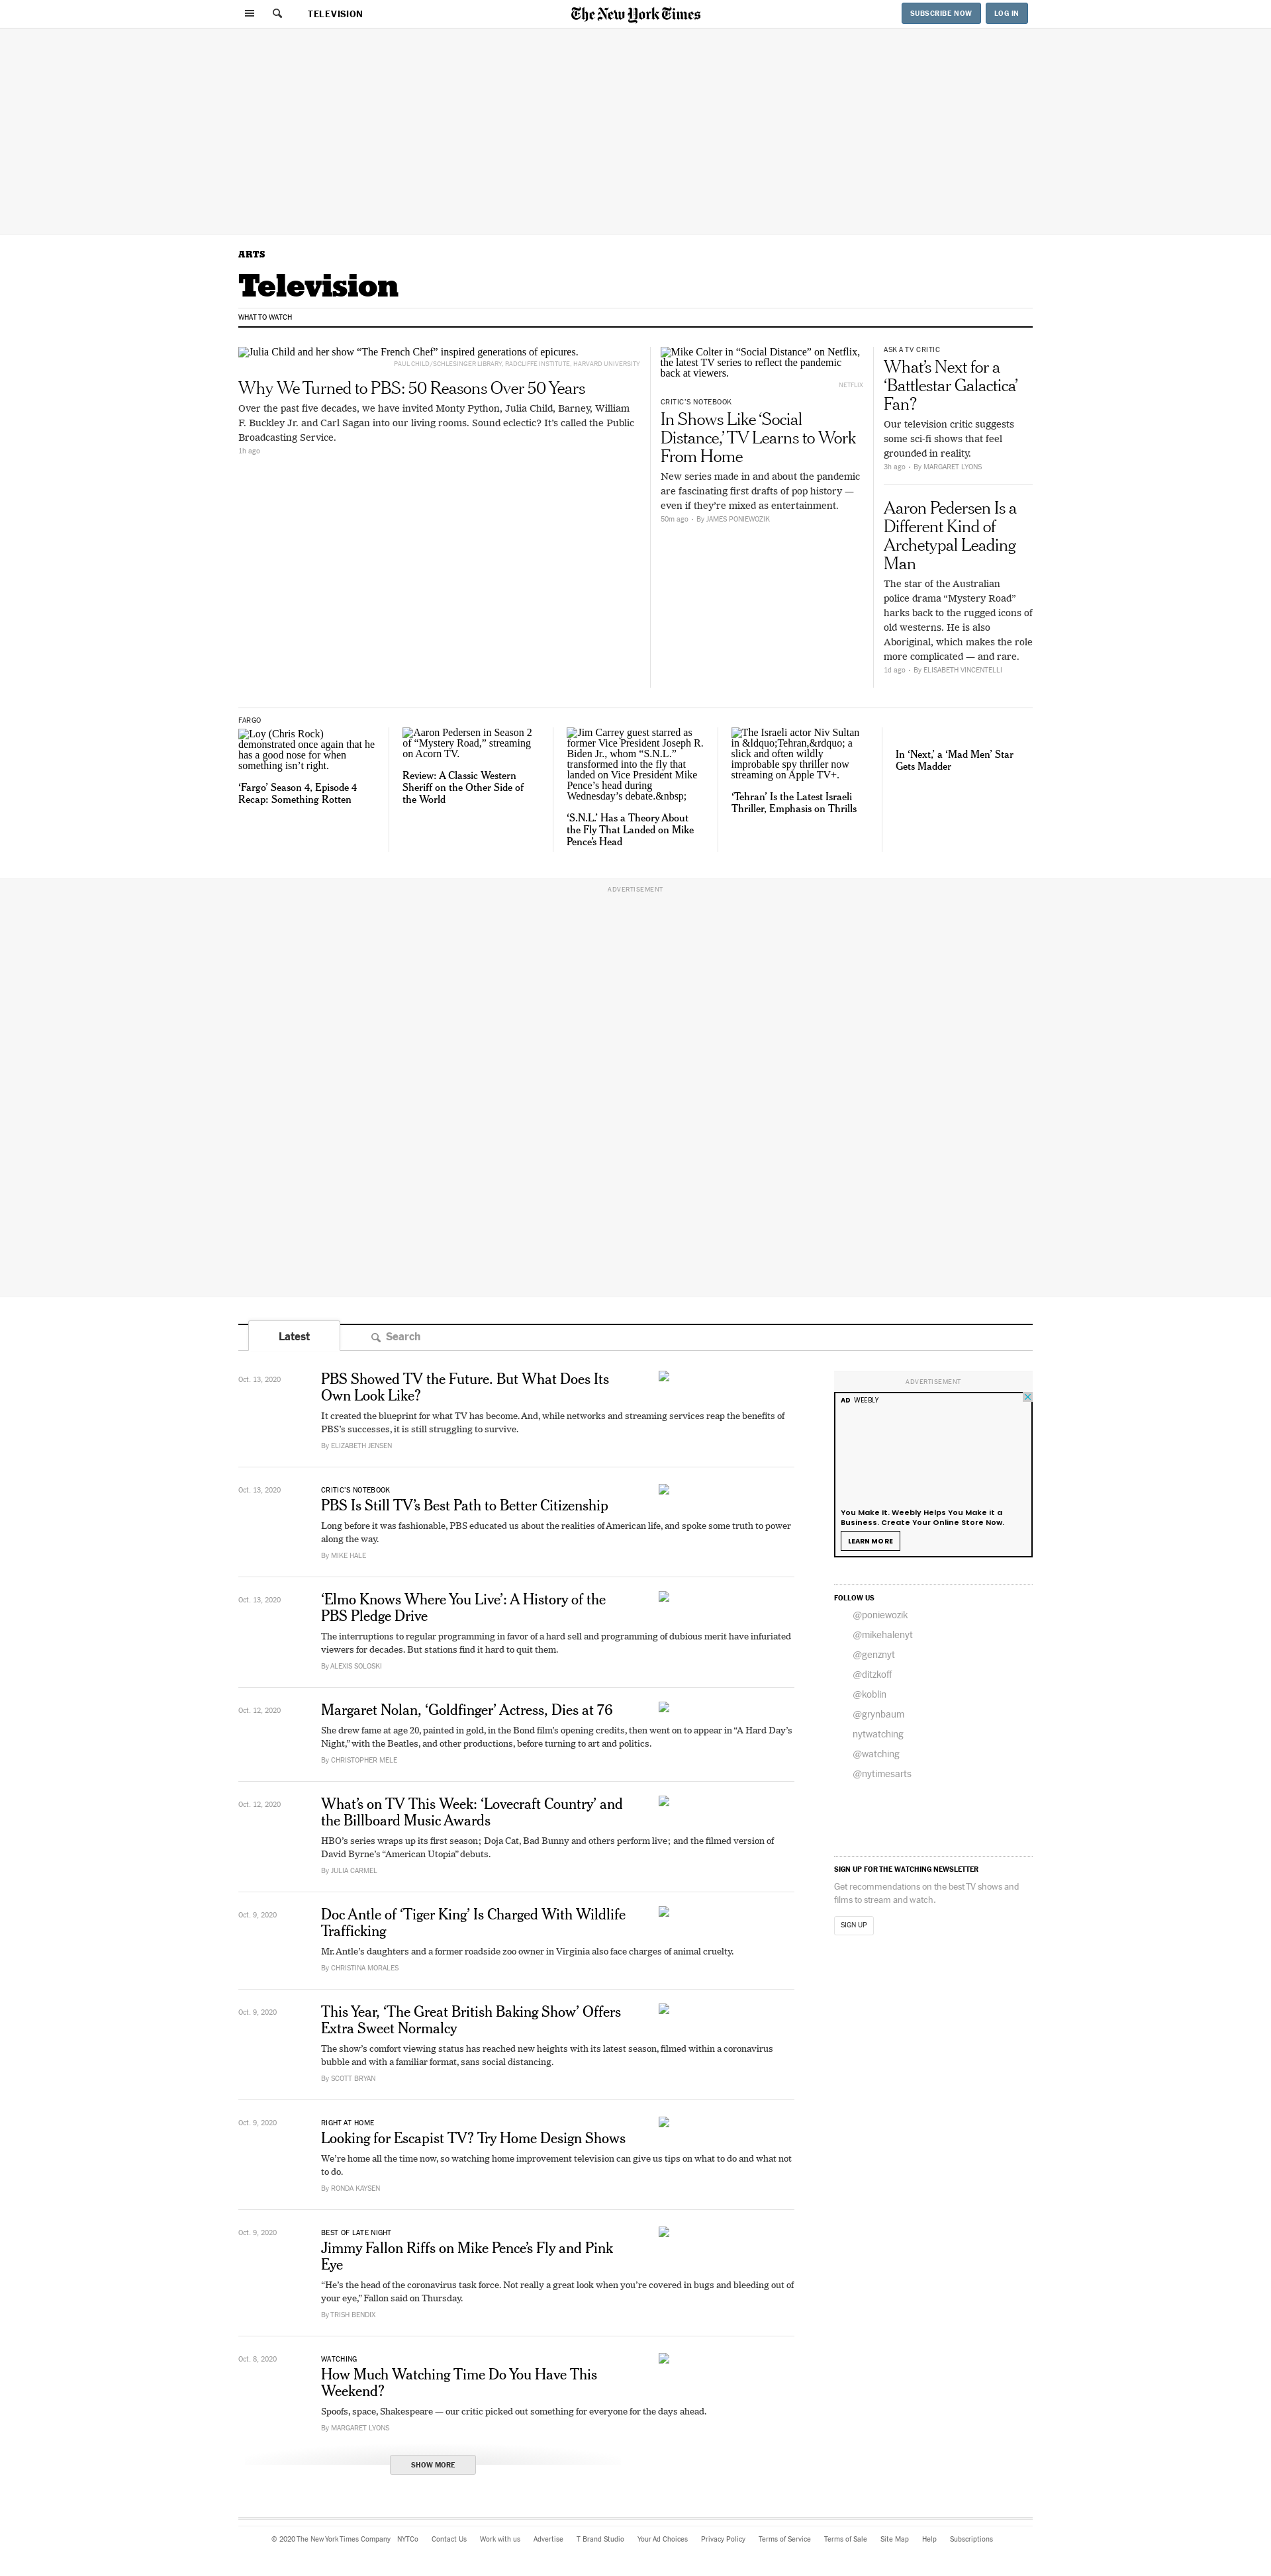 TELEVISION
The New York Times
SUBSCRIBE NOW
LOG IN
ARTS
Television
WHAT TO WATCH
Julia Child and her show “The French Chef” inspired generations of epicures.
PAUL CHILD/SCHLESINGER LIBRARY, RADCLIFFE INSTITUTE, HARVARD UNIVERSITY
Why We Turned to PBS: 50 Reasons Over 50 Years
Over the past five decades, we have invited Monty Python, Julia Child, Barney, William
F. Buckley Jr. and Carl Sagan into our living rooms. Sound eclectic? It’s called the Public
Broadcasting Service.
1h ago
Mike Colter in “Social Distance” on Netflix,
the latest TV series to reflect the pandemic
back at viewers.
NETFLIX
CRITIC’S NOTEBOOK
In Shows Like ‘Social
Distance,’ TV Learns to Work
From Home
New series made in and about the pandemic
are fascinating first drafts of pop history —
even if they’re mixed as entertainment.
50m ago · By JAMES PONIEWOZIK
ASK A TV CRITIC
What’s Next for a
‘Battlestar Galactica’
Fan?
Our television critic suggests
some sci-fi shows that feel
grounded in reality.
3h ago · By MARGARET LYONS
Aaron Pedersen Is a
Different Kind of
Archetypal Leading
Man
The star of the Australian
police drama “Mystery Road”
harks back to the rugged icons of
old westerns. He is also
Aboriginal, which makes the role
more complicated — and rare.
1d ago · By ELISABETH VINCENTELLI
FARGO
Loy (Chris Rock)
demonstrated once again that he
has a good nose for when
something isn’t right.
‘Fargo’ Season 4, Episode 4
Recap: Something Rotten
Aaron Pedersen in Season 2
of “Mystery Road,” streaming
on Acorn TV.
Review: A Classic Western
Sheriff on the Other Side of
the World
Jim Carrey guest starred as
former Vice President Joseph R.
Biden Jr., whom “S.N.L.”
transformed into the fly that
landed on Vice President Mike
Pence’s head during
Wednesday’s debate.&nbsp;
‘S.N.L.’ Has a Theory About
the Fly That Landed on Mike
Pence’s Head
The Israeli actor Niv Sultan
in &ldquo;Tehran,&rdquo; a
slick and often wildly
improbable spy thriller now
streaming on Apple TV+.
‘Tehran’ Is the Latest Israeli
Thriller, Emphasis on Thrills
In ‘Next,’ a ‘Mad Men’ Star
Gets Madder
ADVERTISEMENT
Latest
Search
Oct. 13, 2020
PBS Showed TV the Future. But What Does Its
Own Look Like?
It created the blueprint for what TV has become. And, while networks and streaming services reap the benefits of
PBS’s successes, it is still struggling to survive.
By ELIZABETH JENSEN
Oct. 13, 2020
CRITIC’S NOTEBOOK
PBS Is Still TV’s Best Path to Better Citizenship
Long before it was fashionable, PBS educated us about the realities of American life, and spoke some truth to power
along the way.
By MIKE HALE
Oct. 13, 2020
‘Elmo Knows Where You Live’: A History of the
PBS Pledge Drive
The interruptions to regular programming in favor of a hard sell and programming of dubious merit have infuriated
viewers for decades. But stations find it hard to quit them.
By ALEXIS SOLOSKI
Oct. 12, 2020
Margaret Nolan, ‘Goldfinger’ Actress, Dies at 76
She drew fame at age 20, painted in gold, in the Bond film’s opening credits, then went on to appear in “A Hard Day’s
Night,” with the Beatles, and other productions, before turning to art and politics.
By CHRISTOPHER MELE
Oct. 12, 2020
What’s on TV This Week: ‘Lovecraft Country’ and
the Billboard Music Awards
HBO’s series wraps up its first season; Doja Cat, Bad Bunny and others perform live; and the filmed version of
David Byrne’s “American Utopia” debuts.
By JULIA CARMEL
Oct. 9, 2020
Doc Antle of ‘Tiger King’ Is Charged With Wildlife
Trafficking
Mr. Antle’s daughters and a former roadside zoo owner in Virginia also face charges of animal cruelty.
By CHRISTINA MORALES
Oct. 9, 2020
This Year, ‘The Great British Baking Show’ Offers
Extra Sweet Normalcy
The show’s comfort viewing status has reached new heights with its latest season, filmed within a coronavirus
bubble and with a familiar format, sans social distancing.
By SCOTT BRYAN
Oct. 9, 2020
RIGHT AT HOME
Looking for Escapist TV? Try Home Design Shows
We’re home all the time now, so watching home improvement television can give us tips on what to do and what not
to do.
By RONDA KAYSEN
Oct. 9, 2020
BEST OF LATE NIGHT
Jimmy Fallon Riffs on Mike Pence’s Fly and Pink
Eye
“He’s the head of the coronavirus task force. Not really a great look when you’re covered in bugs and bleeding out of
your eye,” Fallon said on Thursday.
By TRISH BENDIX
Oct. 8, 2020
WATCHING
How Much Watching Time Do You Have This
Weekend?
Spoofs, space, Shakespeare — our critic picked out something for everyone for the days ahead.
By MARGARET LYONS
SHOW MORE
ADVERTISEMENT
AD WEEBLY
You Make It. Weebly Helps You Make it a
Business. Create Your Online Store Now.
LEARN MORE
FOLLOW US
@poniewozik
@mikehalenyt
@genznyt
@ditzkoff
@koblin
@grynbaum
nytwatching
@watching
@nytimesarts
SIGN UP FOR THE WATCHING NEWSLETTER
Get recommendations on the best TV shows and
films to stream and watch.
SIGN UP
© 2020 The New York Times Company NYTCo Contact Us Work with us Advertise T Brand Studio Your Ad Choices Privacy Policy Terms of Service Terms of Sale Site Map Help Subscriptions